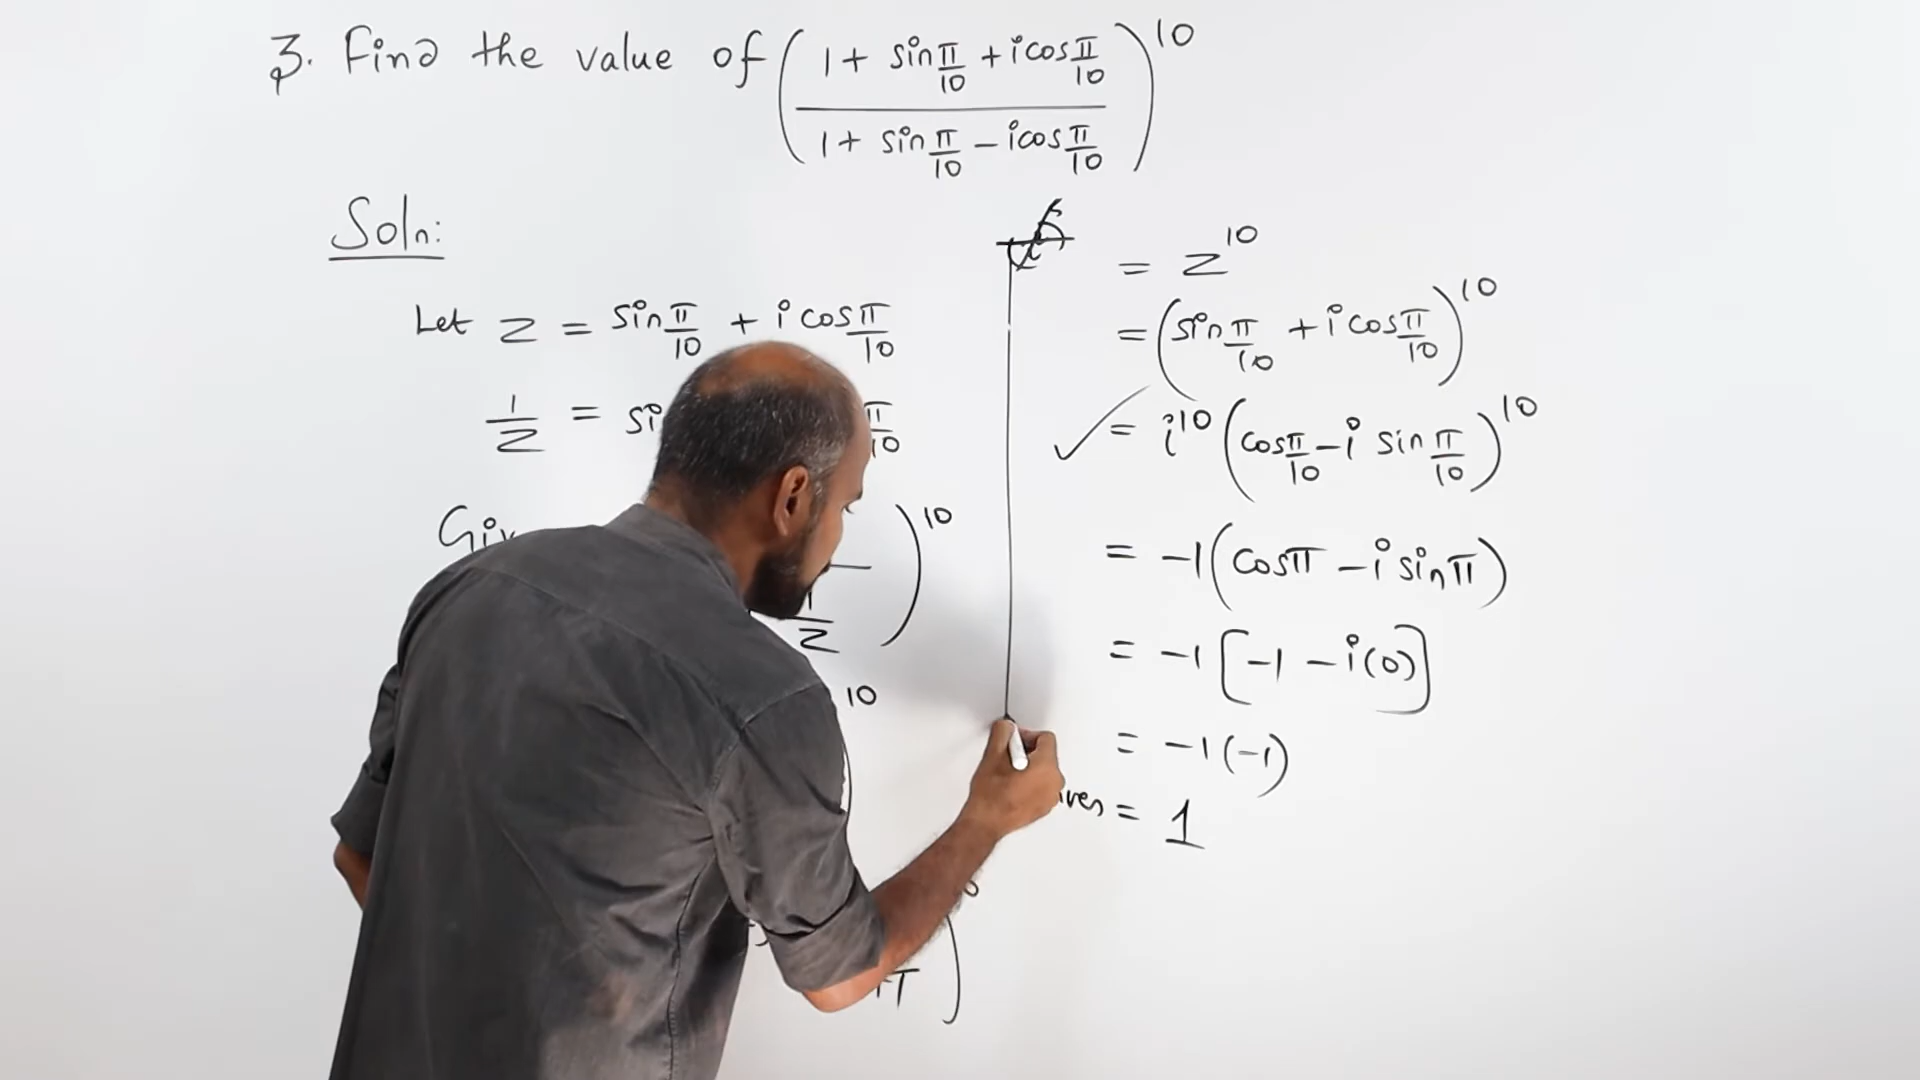 3. Find the value of ( (1 + sin π/10 + i cos π/10) / (1 + sin π/10 - i cos π/10) )^10
Soln:
Let z = sin π/10 + i cos π/10
1/z = si π/10
)^10
1/z
10
π
= z^10
= (sin π/10 + i cos π/10)^10
= i^10 (cos π/10 - i sin π/10)^10
= -1 (cos π - i sin π)
= -1 [-1 - i(0)]
= -1 (-1)
= 1